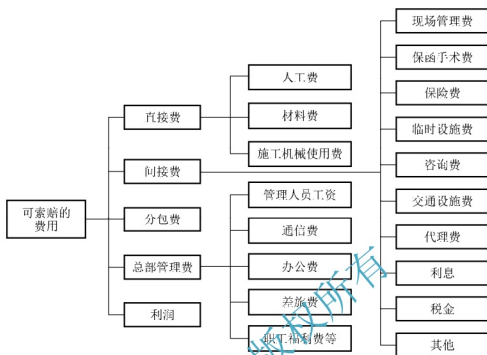 可索赔的
费用
直接费
间接费
分包费
总部管理费
利润
人工费
材料费
施工机械使用费
管理人员工资
通信费
办公费
差旅费
职工福利费等
现场管理费
保函手术费
保险费
临时设施费
咨询费
交通设施费
代理费
利息
税金
其他
版权所有